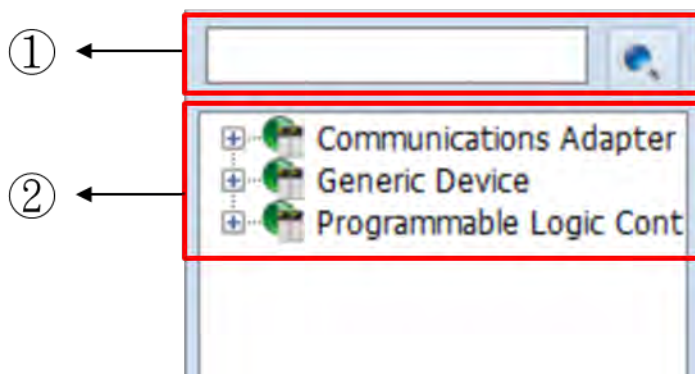 ①
②
Communications Adapter
Generic Device
Programmable Logic Cont